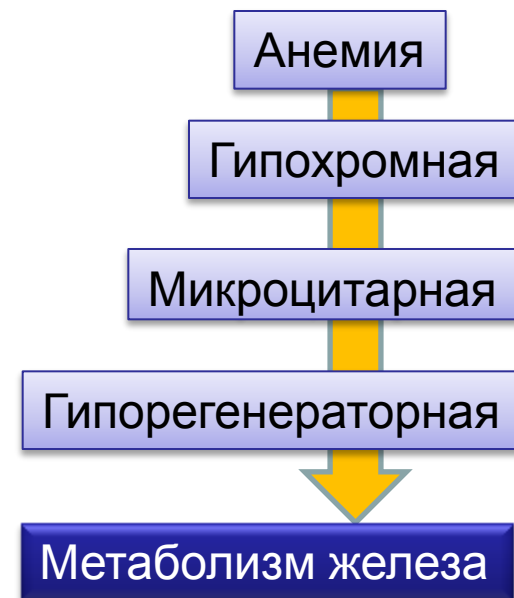 Анемия
Гипохромная
Микроцитарная
Гипорегенераторная
Метаболизм железа